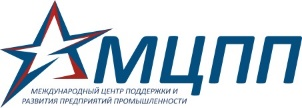 МЦПП
МЕЖДУНАРОДНЫЙ ЦЕНТР ПОДДЕРЖКИ И
РАЗВИТИЯ ПРЕДПРИЯТИЙ ПРОМЫШЛЕННОСТИ